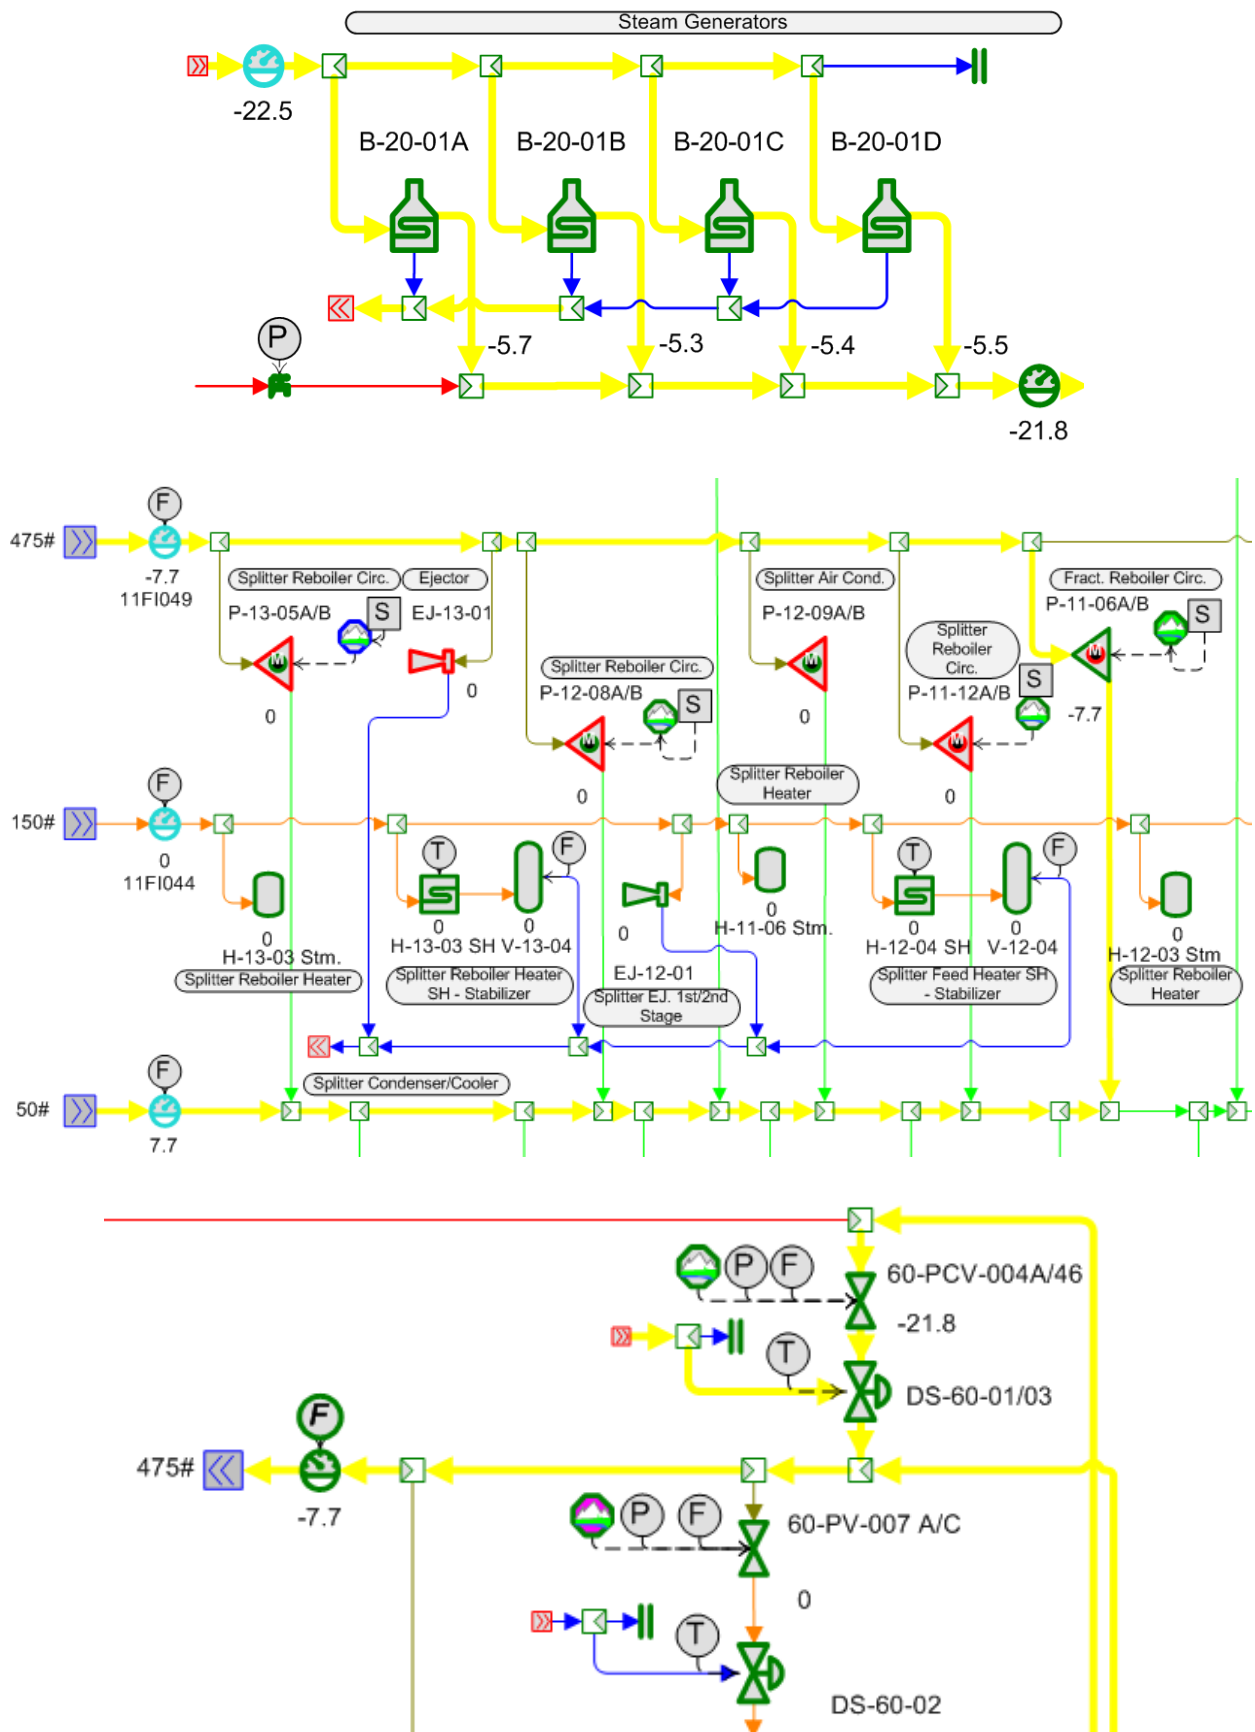 Steam Generators
-22.5
B-20-01A
B-20-01B
B-20-01C
B-20-01D
P
-5.7
-5.3
-5.4
-5.5
-21.8
F
475#
-7.7
11FI049
Splitter Reboiler Circ.
P-13-05A/B
S
M
0
Ejector
EJ-13-01
0
Splitter Reboiler Circ.
P-12-08A/B
S
M
0
Splitter Air Cond.
P-12-09A/B
M
0
Splitter
Reboiler
Circ.
P-11-12A/B
S
M
0
Fract. Reboiler Circ.
P-11-06A/B
S
M
-7.7
F
150#
0
11FI044
0
H-13-03 Stm.
Splitter Reboiler Heater
T
0
H-13-03 SH
F
0
V-13-04
Splitter Reboiler Heater
SH - Stabilizer
0
EJ-12-01
Splitter EJ. 1st/2nd
Stage
Splitter Reboiler
Heater
0
H-11-06 Stm.
T
0
H-12-04 SH
F
0
V-12-04
Splitter Feed Heater SH
- Stabilizer
0
H-12-03 Stm
Splitter Reboiler
Heater
F
50#
7.7
Splitter Condenser/Cooler
P
F
60-PCV-004A/46
-21.8
T
DS-60-01/03
F
475#
-7.7
P
F
60-PV-007 A/C
0
T
DS-60-02